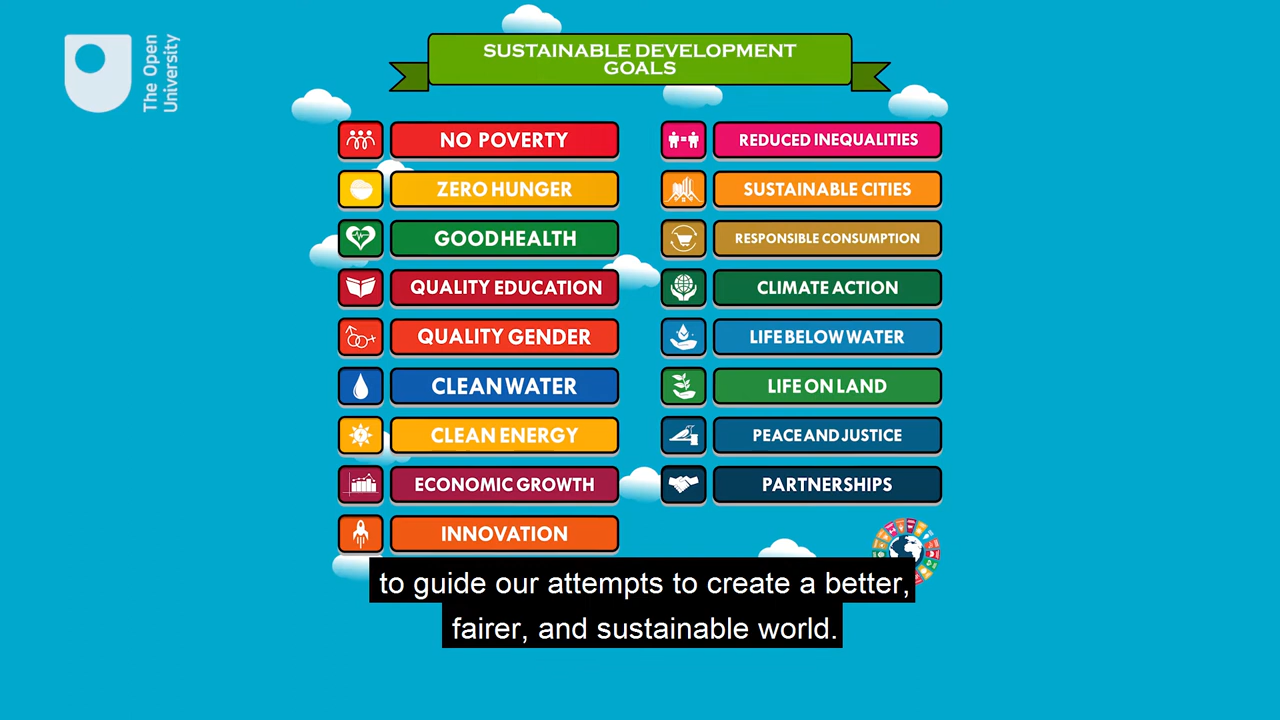 The Open
University
SUSTAINABLE DEVELOPMENT
GOALS
NO POVERTY
ZERO HUNGER
GOOD HEALTH
QUALITY EDUCATION
QUALITY GENDER
CLEAN WATER
CLEAN ENERGY
ECONOMIC GROWTH
INNOVATION
REDUCED INEQUALITIES
SUSTAINABLE CITIES
RESPONSIBLE CONSUMPTION
CLIMATE ACTION
LIFE BELOW WATER
LIFE ON LAND
PEACE AND JUSTICE
PARTNERSHIPS
to guide our attempts to create a better,
fairer, and sustainable world.